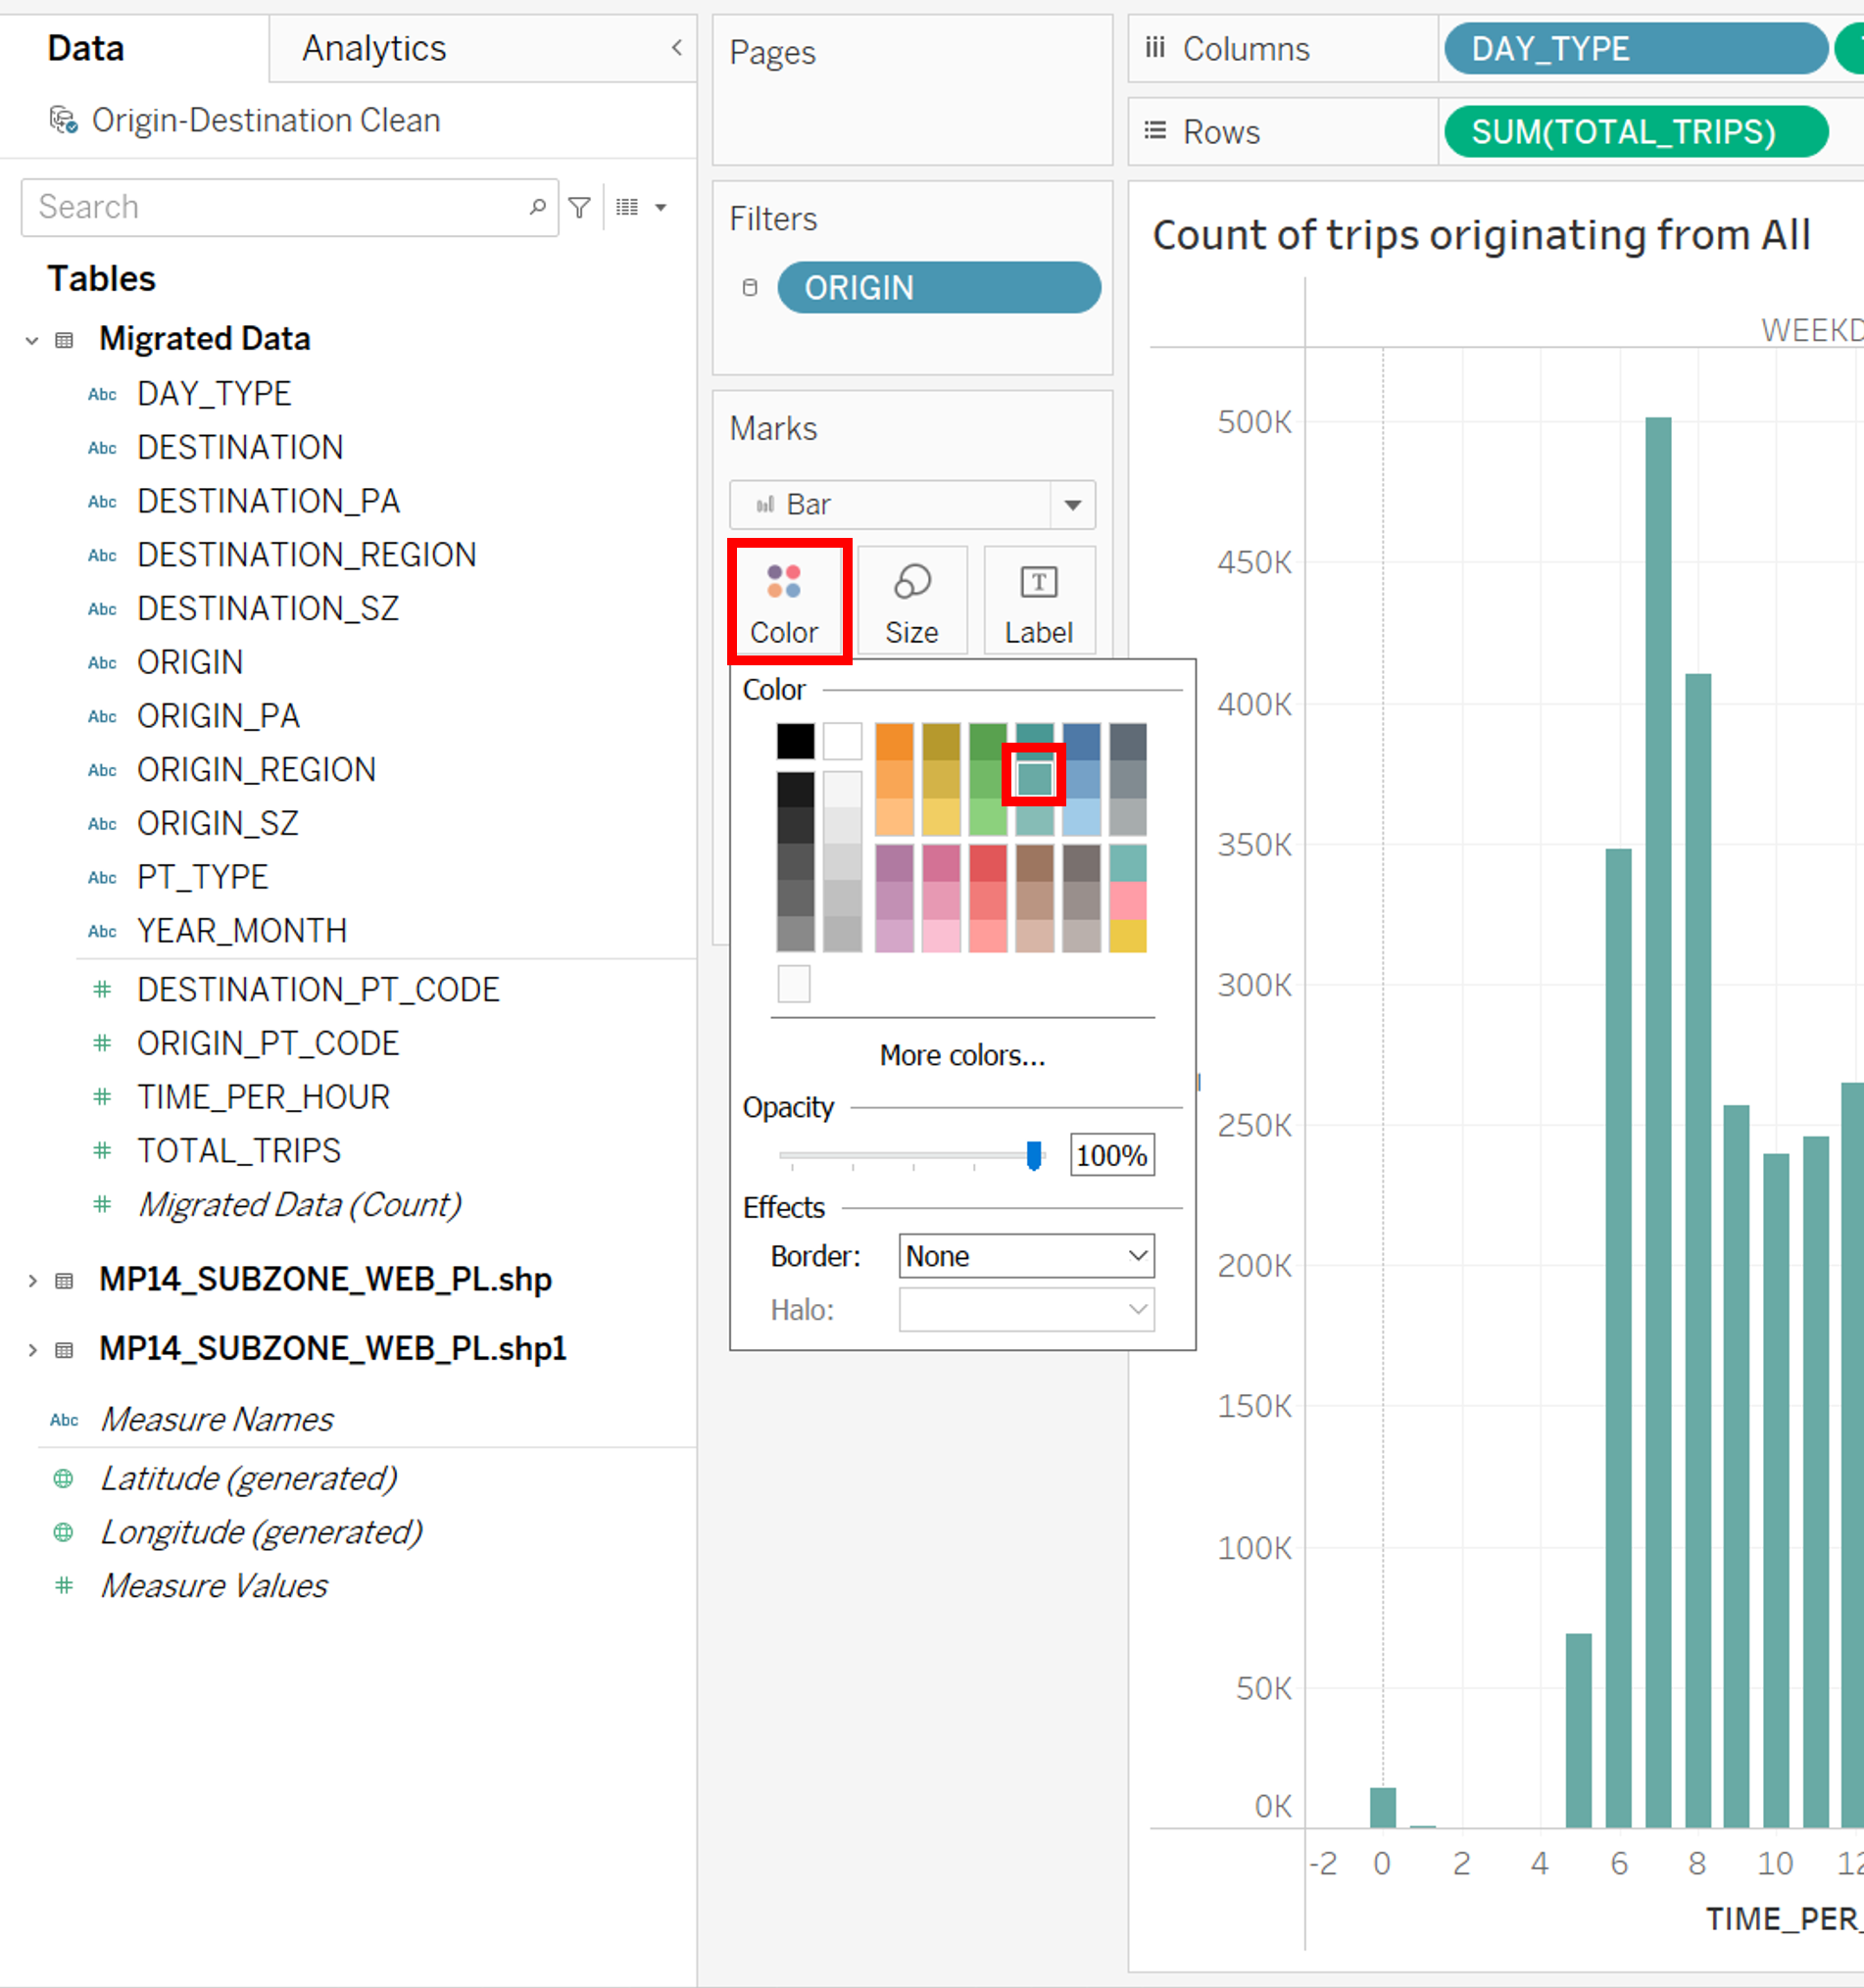 Data
Analytics
Origin-Destination Clean
Search
Tables
Migrated Data
Abc DAY_TYPE
Abc DESTINATION
Abc DESTINATION_PA
Abc DESTINATION_REGION
Abc DESTINATION_SZ
Abc ORIGIN
Abc ORIGIN_PA
Abc ORIGIN_REGION
Abc ORIGIN_SZ
Abc PT_TYPE
Abc YEAR_MONTH
# DESTINATION_PT_CODE
# ORIGIN_PT_CODE
# TIME_PER_HOUR
# TOTAL_TRIPS
# Migrated Data (Count)
MP14_SUBZONE_WEB_PL.shp
MP14_SUBZONE_WEB_PL.shp1
Abc Measure Names
Latitude (generated)
Longitude (generated)
# Measure Values
Pages
Filters
ORIGIN
Marks
Bar
Color
Size
T
Label
Color
More colors...
Opacity
100%
Effects
Border: None
Halo:
Columns DAY_TYPE
Rows SUM(TOTAL_TRIPS)
Count of trips originating from All
WEEKD
500K
450K
400K
350K
300K
250K
200K
150K
100K
50K
0K
-2 0 2 4 6 8 10 12
TIME_PER_